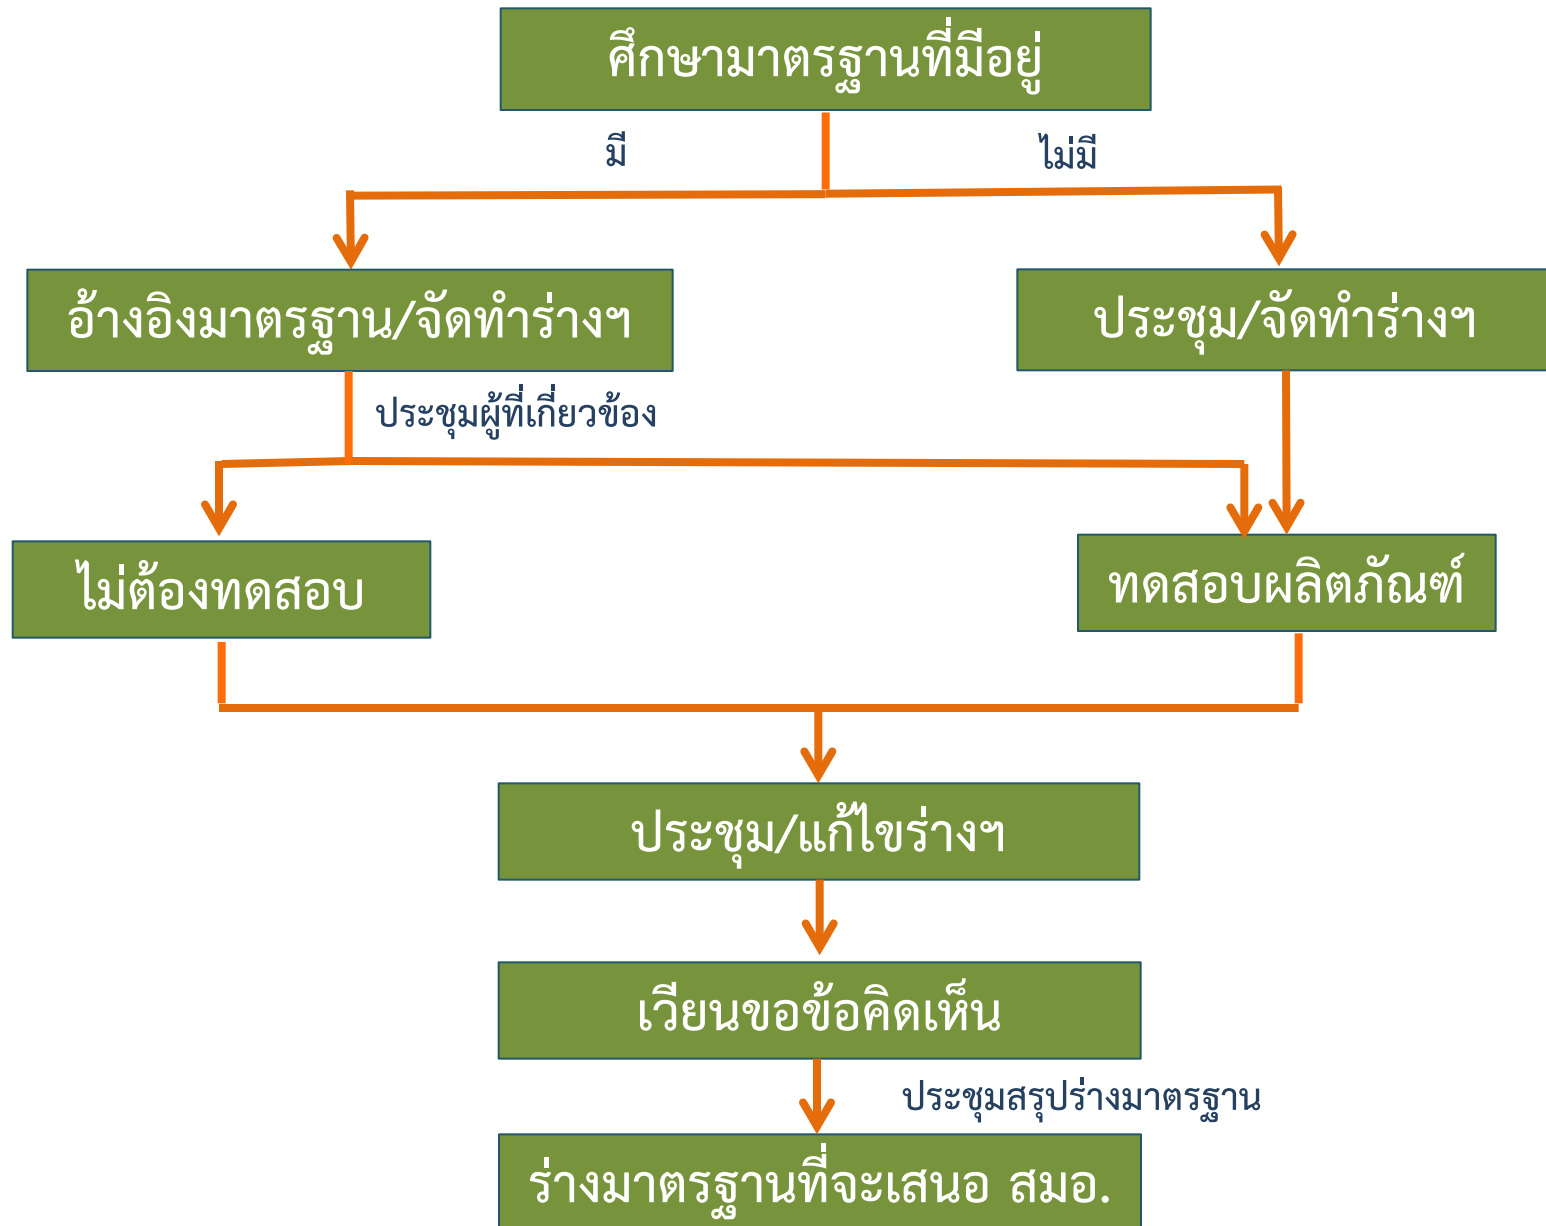 ศึกษามาตรฐานที่มีอยู่
มี
ไม่มี
อ้างอิงมาตรฐาน/จัดทำร่างฯ
ประชุม/จัดทำร่างฯ
ประชุมผู้ที่เกี่ยวข้อง
ไม่ต้องทดสอบ
ทดสอบผลิตภัณฑ์
ประชุม/แก้ไขร่างฯ
เวียนขอข้อคิดเห็น
ประชุมสรุปร่างมาตรฐาน
ร่างมาตรฐานที่จะเสนอ สมอ.